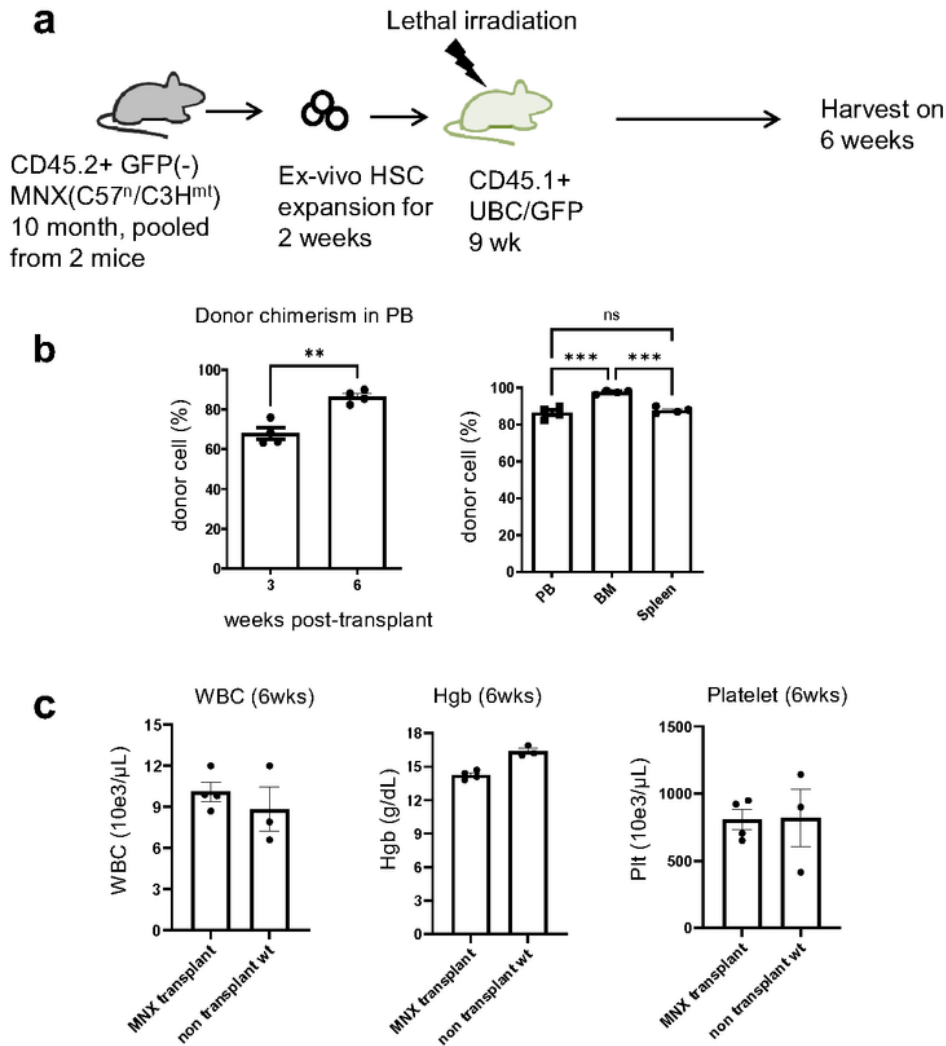 a
Lethal irradiation
CD45.2+ GFP(-)
MNX(C57ⁿ/C3Hᵐᵗ)
10 month, pooled
from 2 mice
Ex-vivo HSC
expansion for
2 weeks
CD45.1+
UBC/GFP
9 wk
Harvest on
6 weeks
b
Donor chimerism in PB
**
donor cell (%)
100
80
60
40
20
0
3
6
weeks post-transplant
ns
***
***
donor cell (%)
100
80
60
40
20
0
PB
BM
Spleen
c
WBC (6wks)
WBC (10e3/μL)
15
12
9
6
3
0
MNX transplant
non transplant wt
Hgb (6wks)
Hgb (g/dL)
18
15
12
9
6
3
0
MNX transplant
non transplant wt
Platelet (6wks)
Plt (10e3/μL)
1500
1000
500
0
MNX transplant
non transplant wt